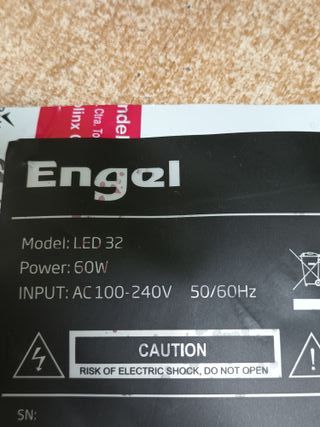 Engel
Model: LED 32
Power: 60W
INPUT: AC 100-240V 50/60Hz
CAUTION
RISK OF ELECTRIC SHOCK, DO NOT OPEN
SN: